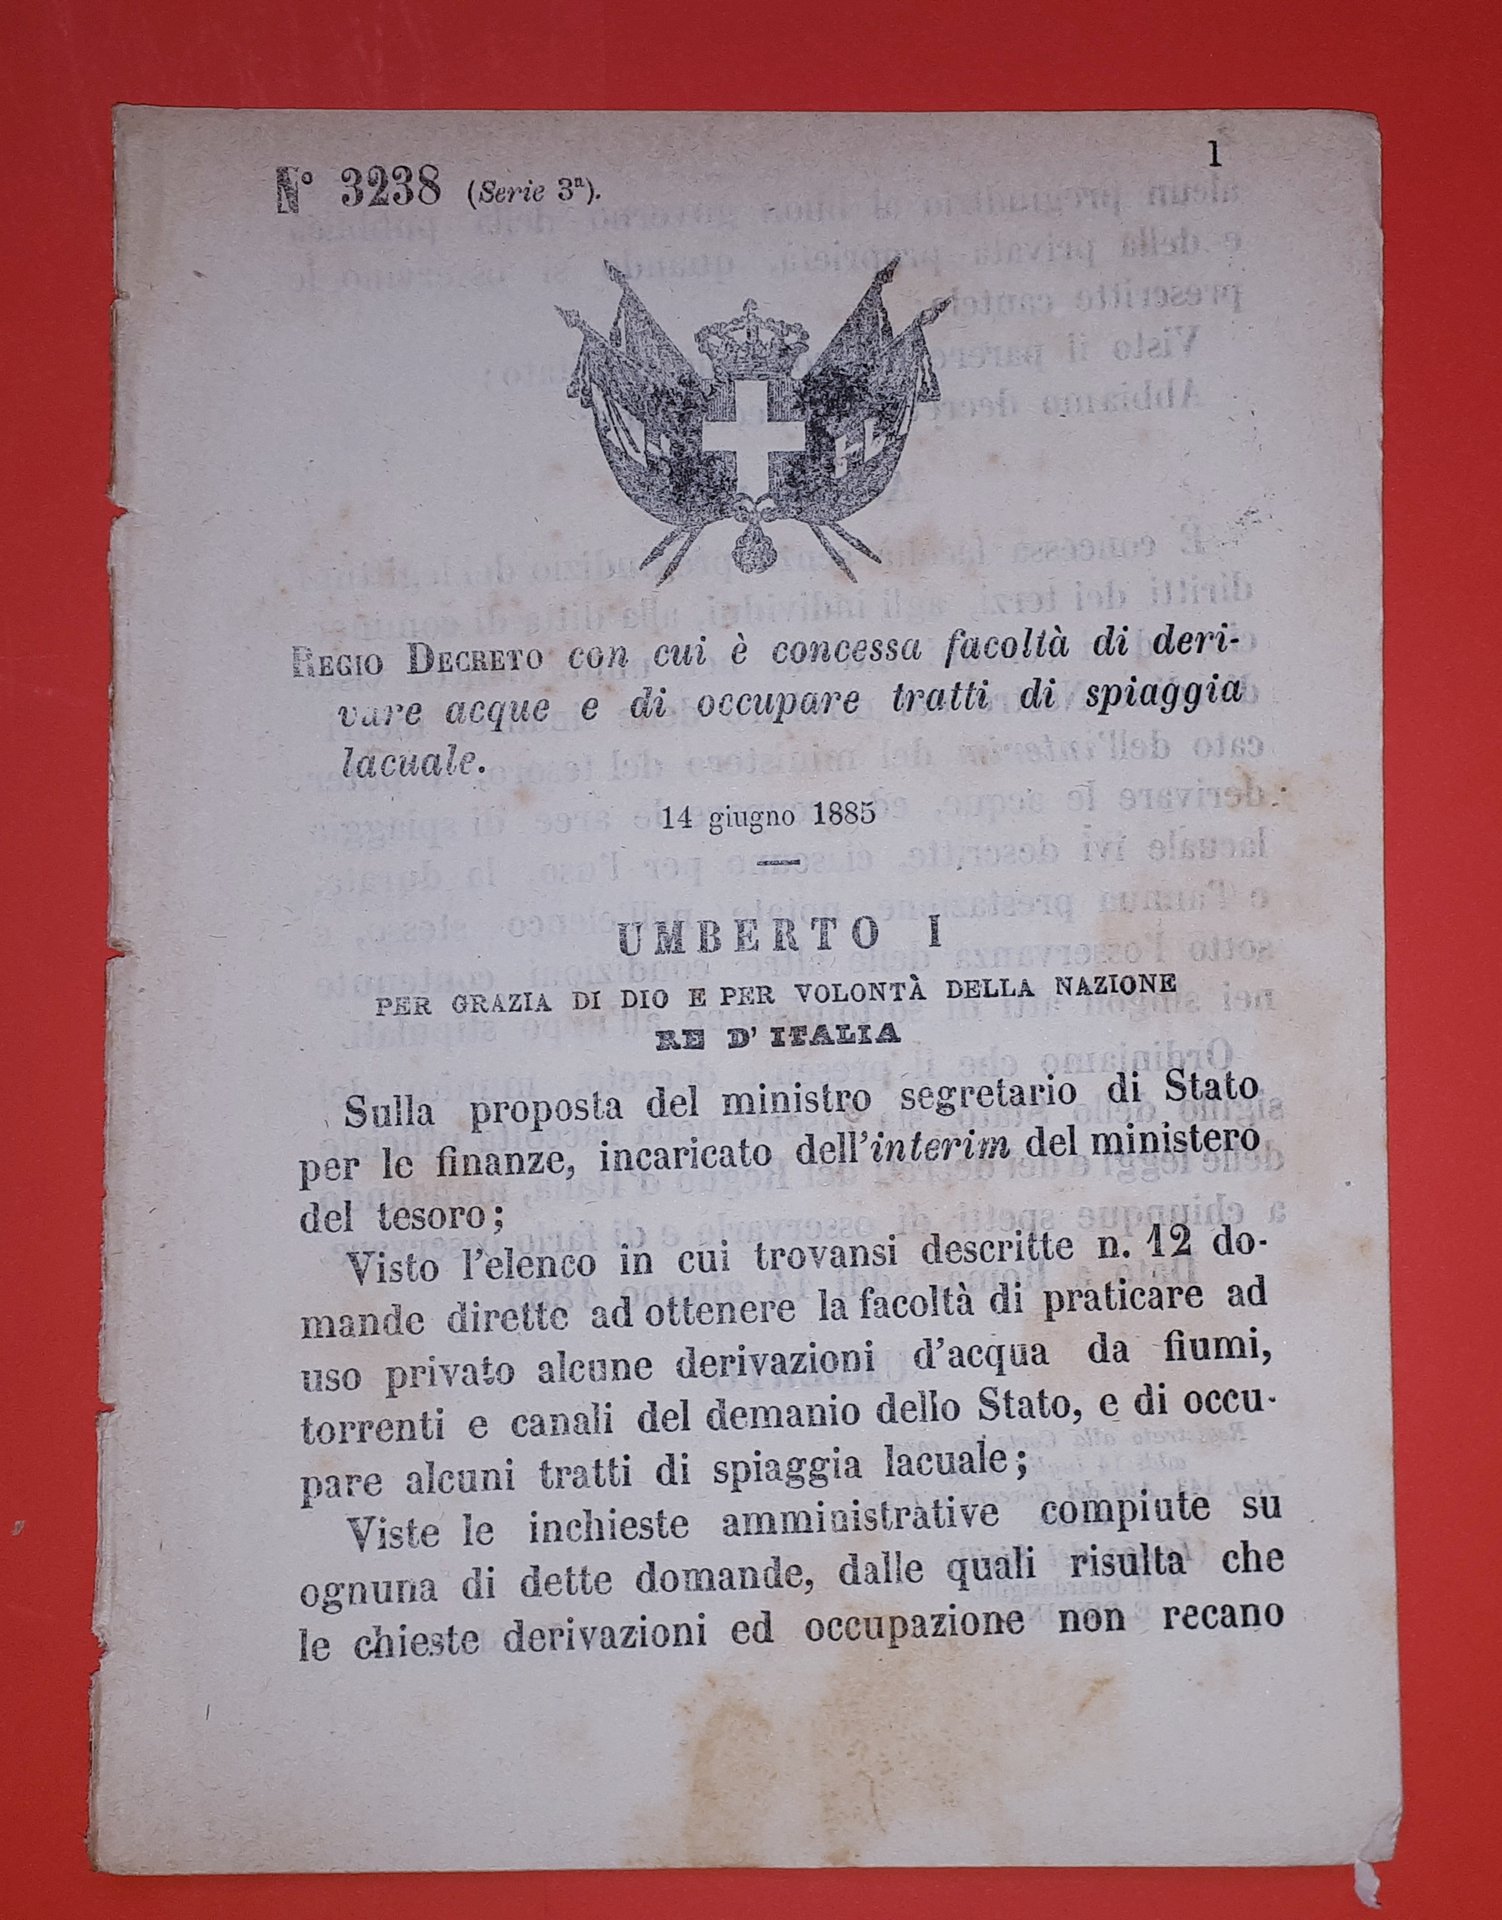 1
N° 3238 (Serie 3ª).
REGIO DECRETO con cui è concessa facoltà di deri-
vare acque e di occupare tratti di spiaggia
lacuale.
14 giugno 1885
UMBERTO I
PER GRAZIA DI DIO E PER VOLONTÀ DELLA NAZIONE
RE D'ITALIA
Sulla proposta del ministro segretario di Stato
per le finanze, incaricato dell'interim del ministero
del tesoro;
Visto l'elenco in cui trovansi descritte n. 12 do-
mande dirette ad ottenere la facoltà di praticare ad
uso privato alcune derivazioni d'acqua da fiumi,
torrenti e canali del demanio dello Stato, e di occu-
pare alcuni tratti di spiaggia lacuale;
Viste le inchieste amministrative compiute su
ognuna di dette domande, dalle quali risulta che
le chieste derivazioni ed occupazione non recano